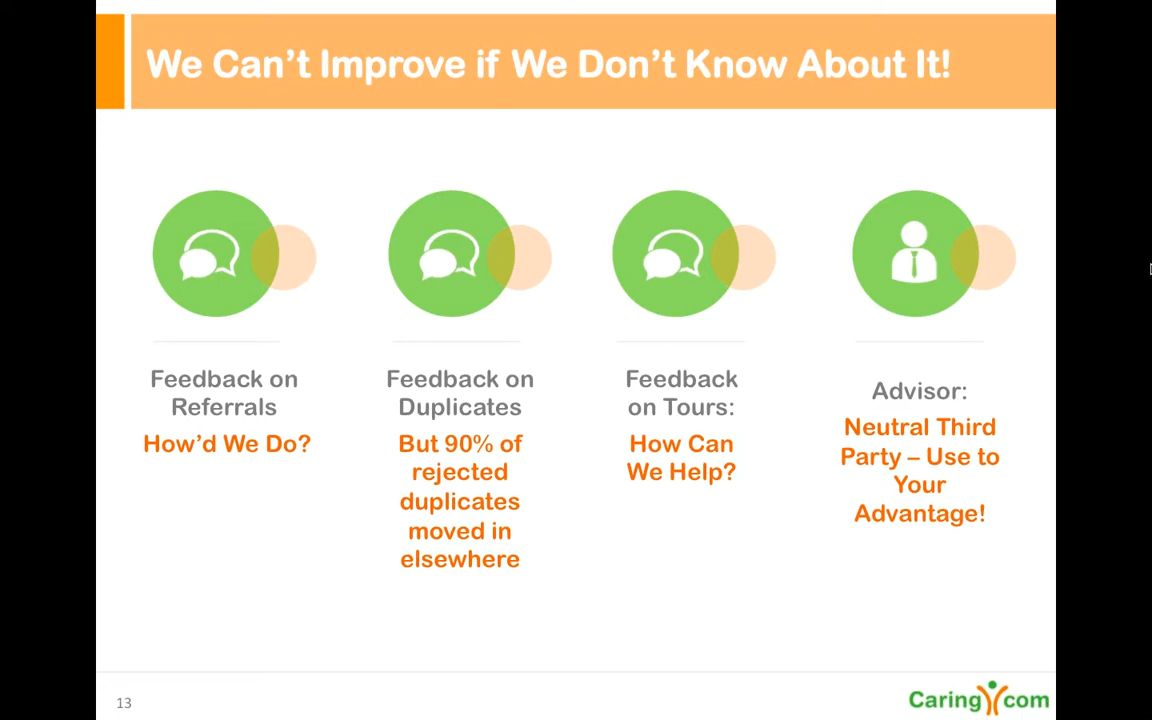 We Can't Improve if We Don't Know About It!
Feedback on
Referrals
How'd We Do?
Feedback on
Duplicates
But 90% of
rejected
duplicates
moved in
elsewhere
Feedback
on Tours:
How Can
We Help?
Advisor:
Neutral Third
Party – Use to
Your
Advantage!
13
Caring com